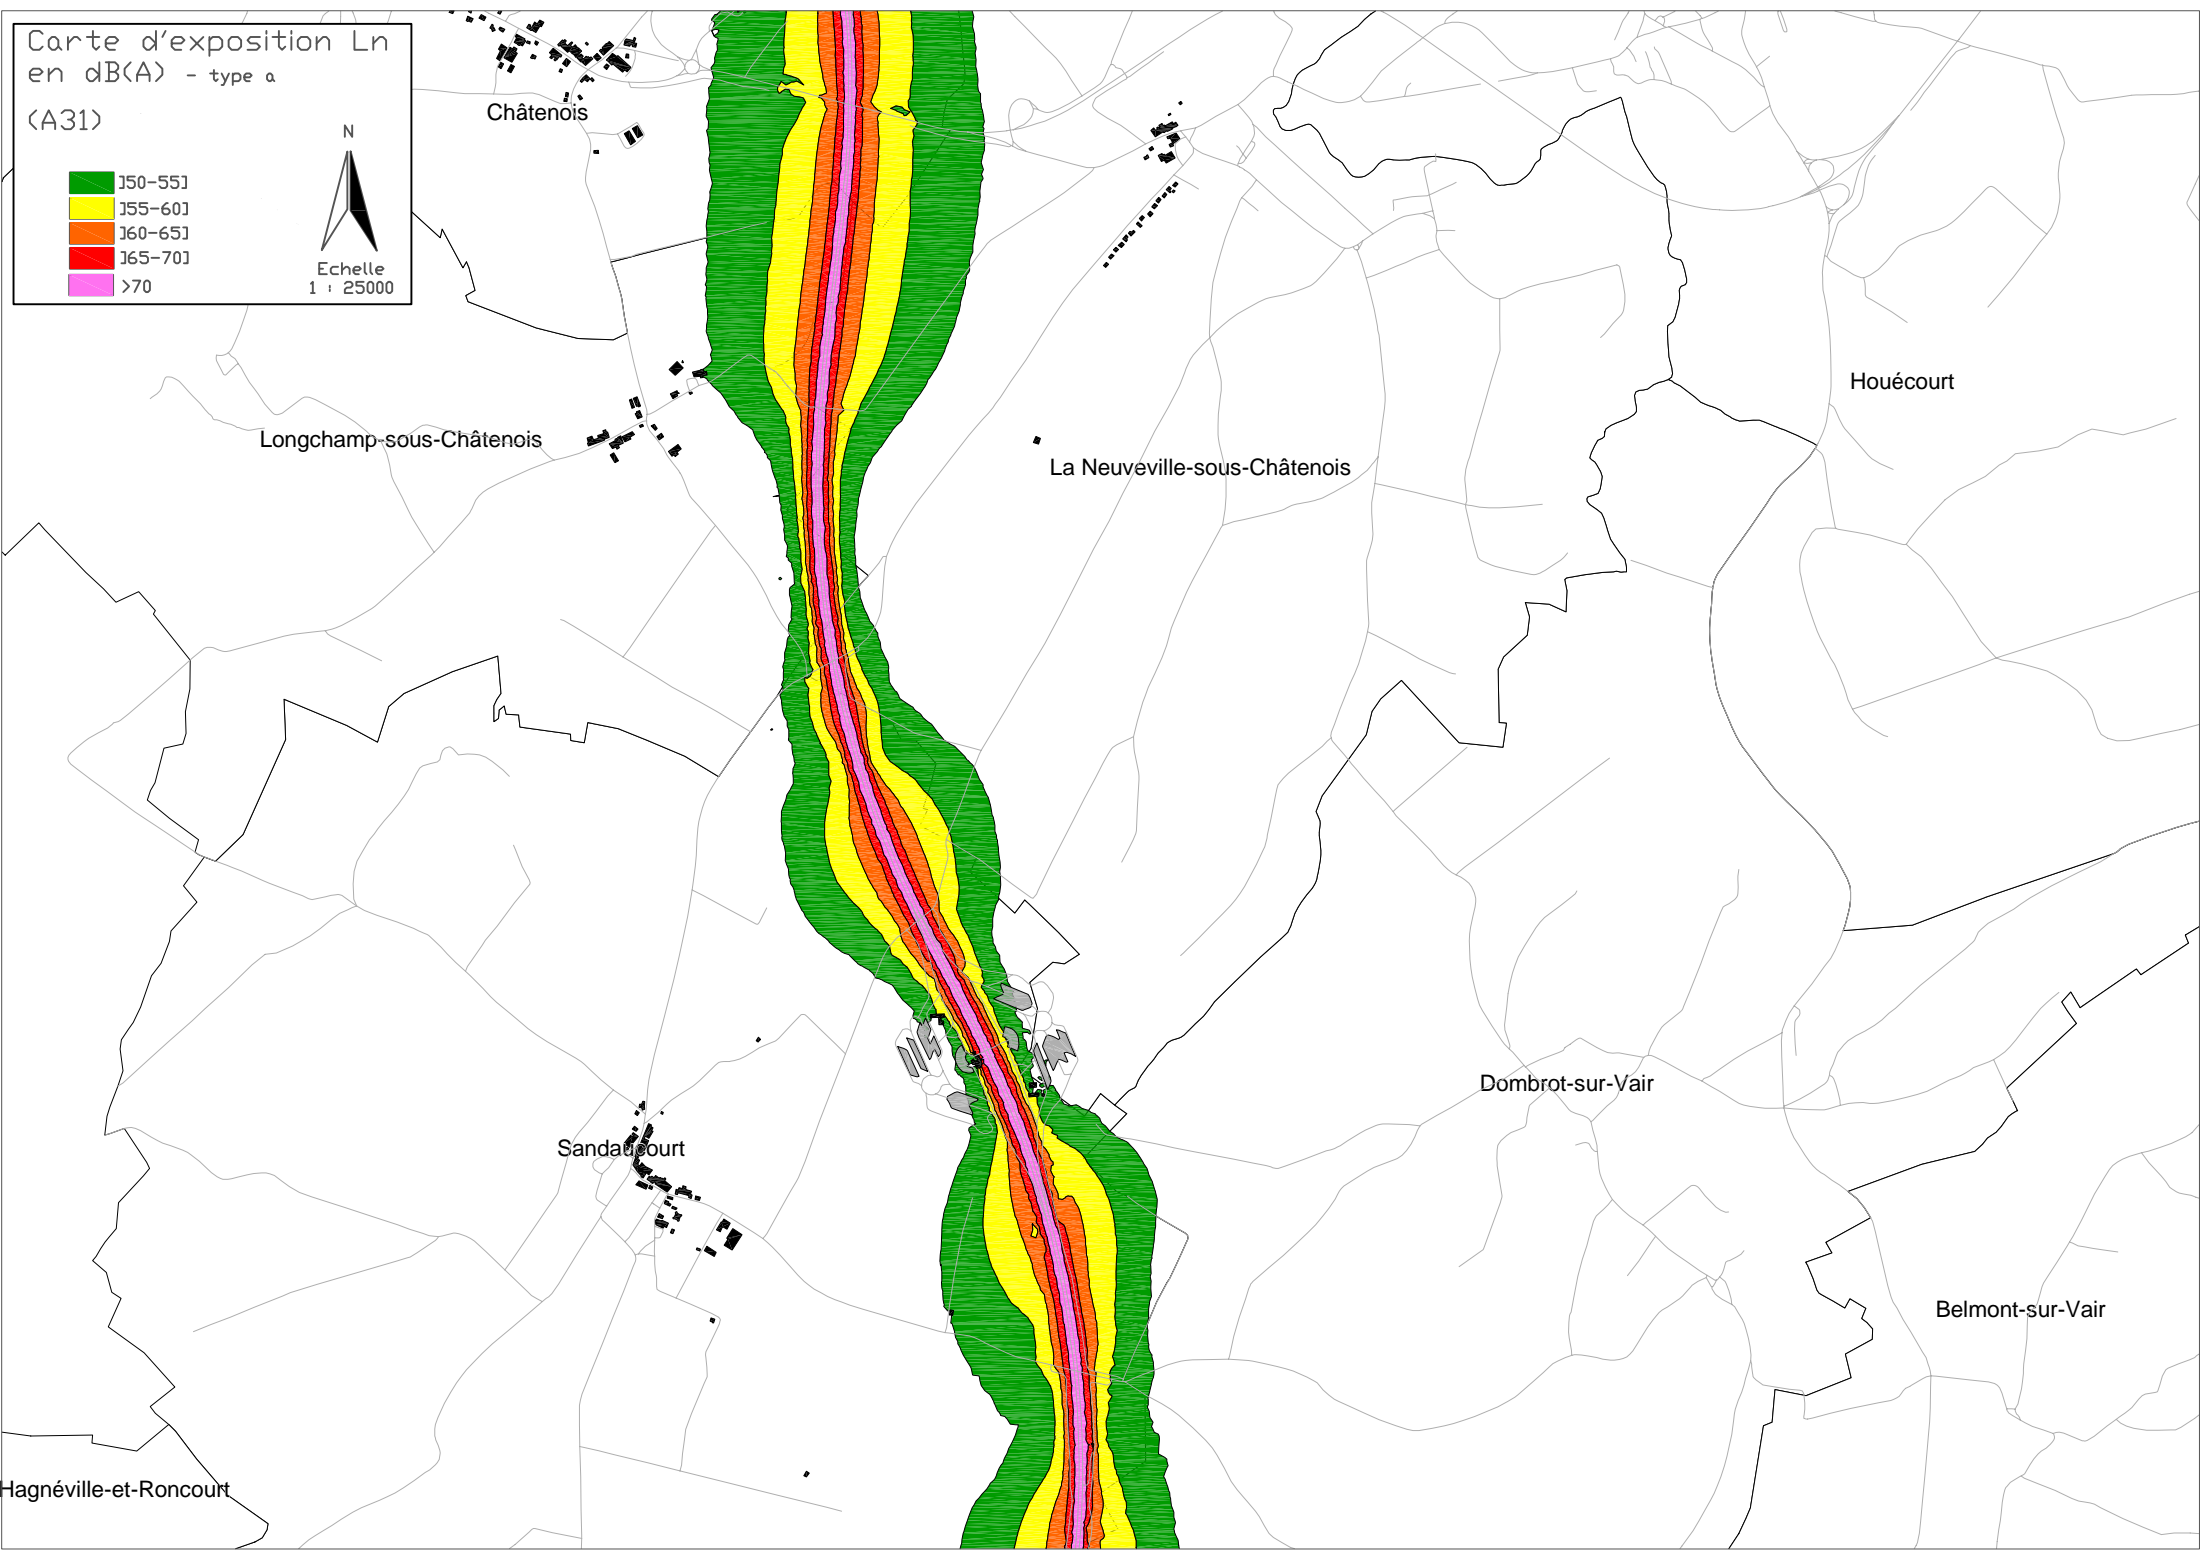 Carte d'exposition Ln
en dB(A) - type a
(A31)
N
]50-55]
]55-60]
]60-65]
]65-70]
>70
Echelle
1 : 25000
Châtenois
Houécourt
Longchamp-sous-Châtenois
La Neuveville-sous-Châtenois
Dombrot-sur-Vair
Sandaucourt
Belmont-sur-Vair
Hagnéville-et-Roncourt